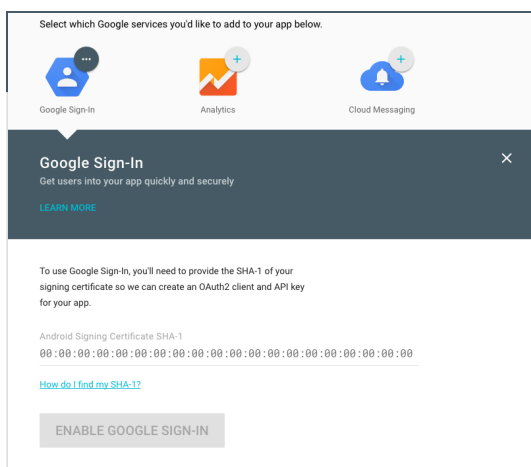 Select which Google services you'd like to add to your app below.
Google Sign-In
Analytics
Cloud Messaging
Google Sign-In
Get users into your app quickly and securely
LEARN MORE
To use Google Sign-In, you'll need to provide the SHA-1 of your
signing certificate so we can create an OAuth2 client and API key
for your app.
Android Signing Certificate SHA-1
00:00:00:00:00:00:00:00:00:00:00:00:00:00:00:00:00:00:00:00
How do I find my SHA-1?
ENABLE GOOGLE SIGN-IN